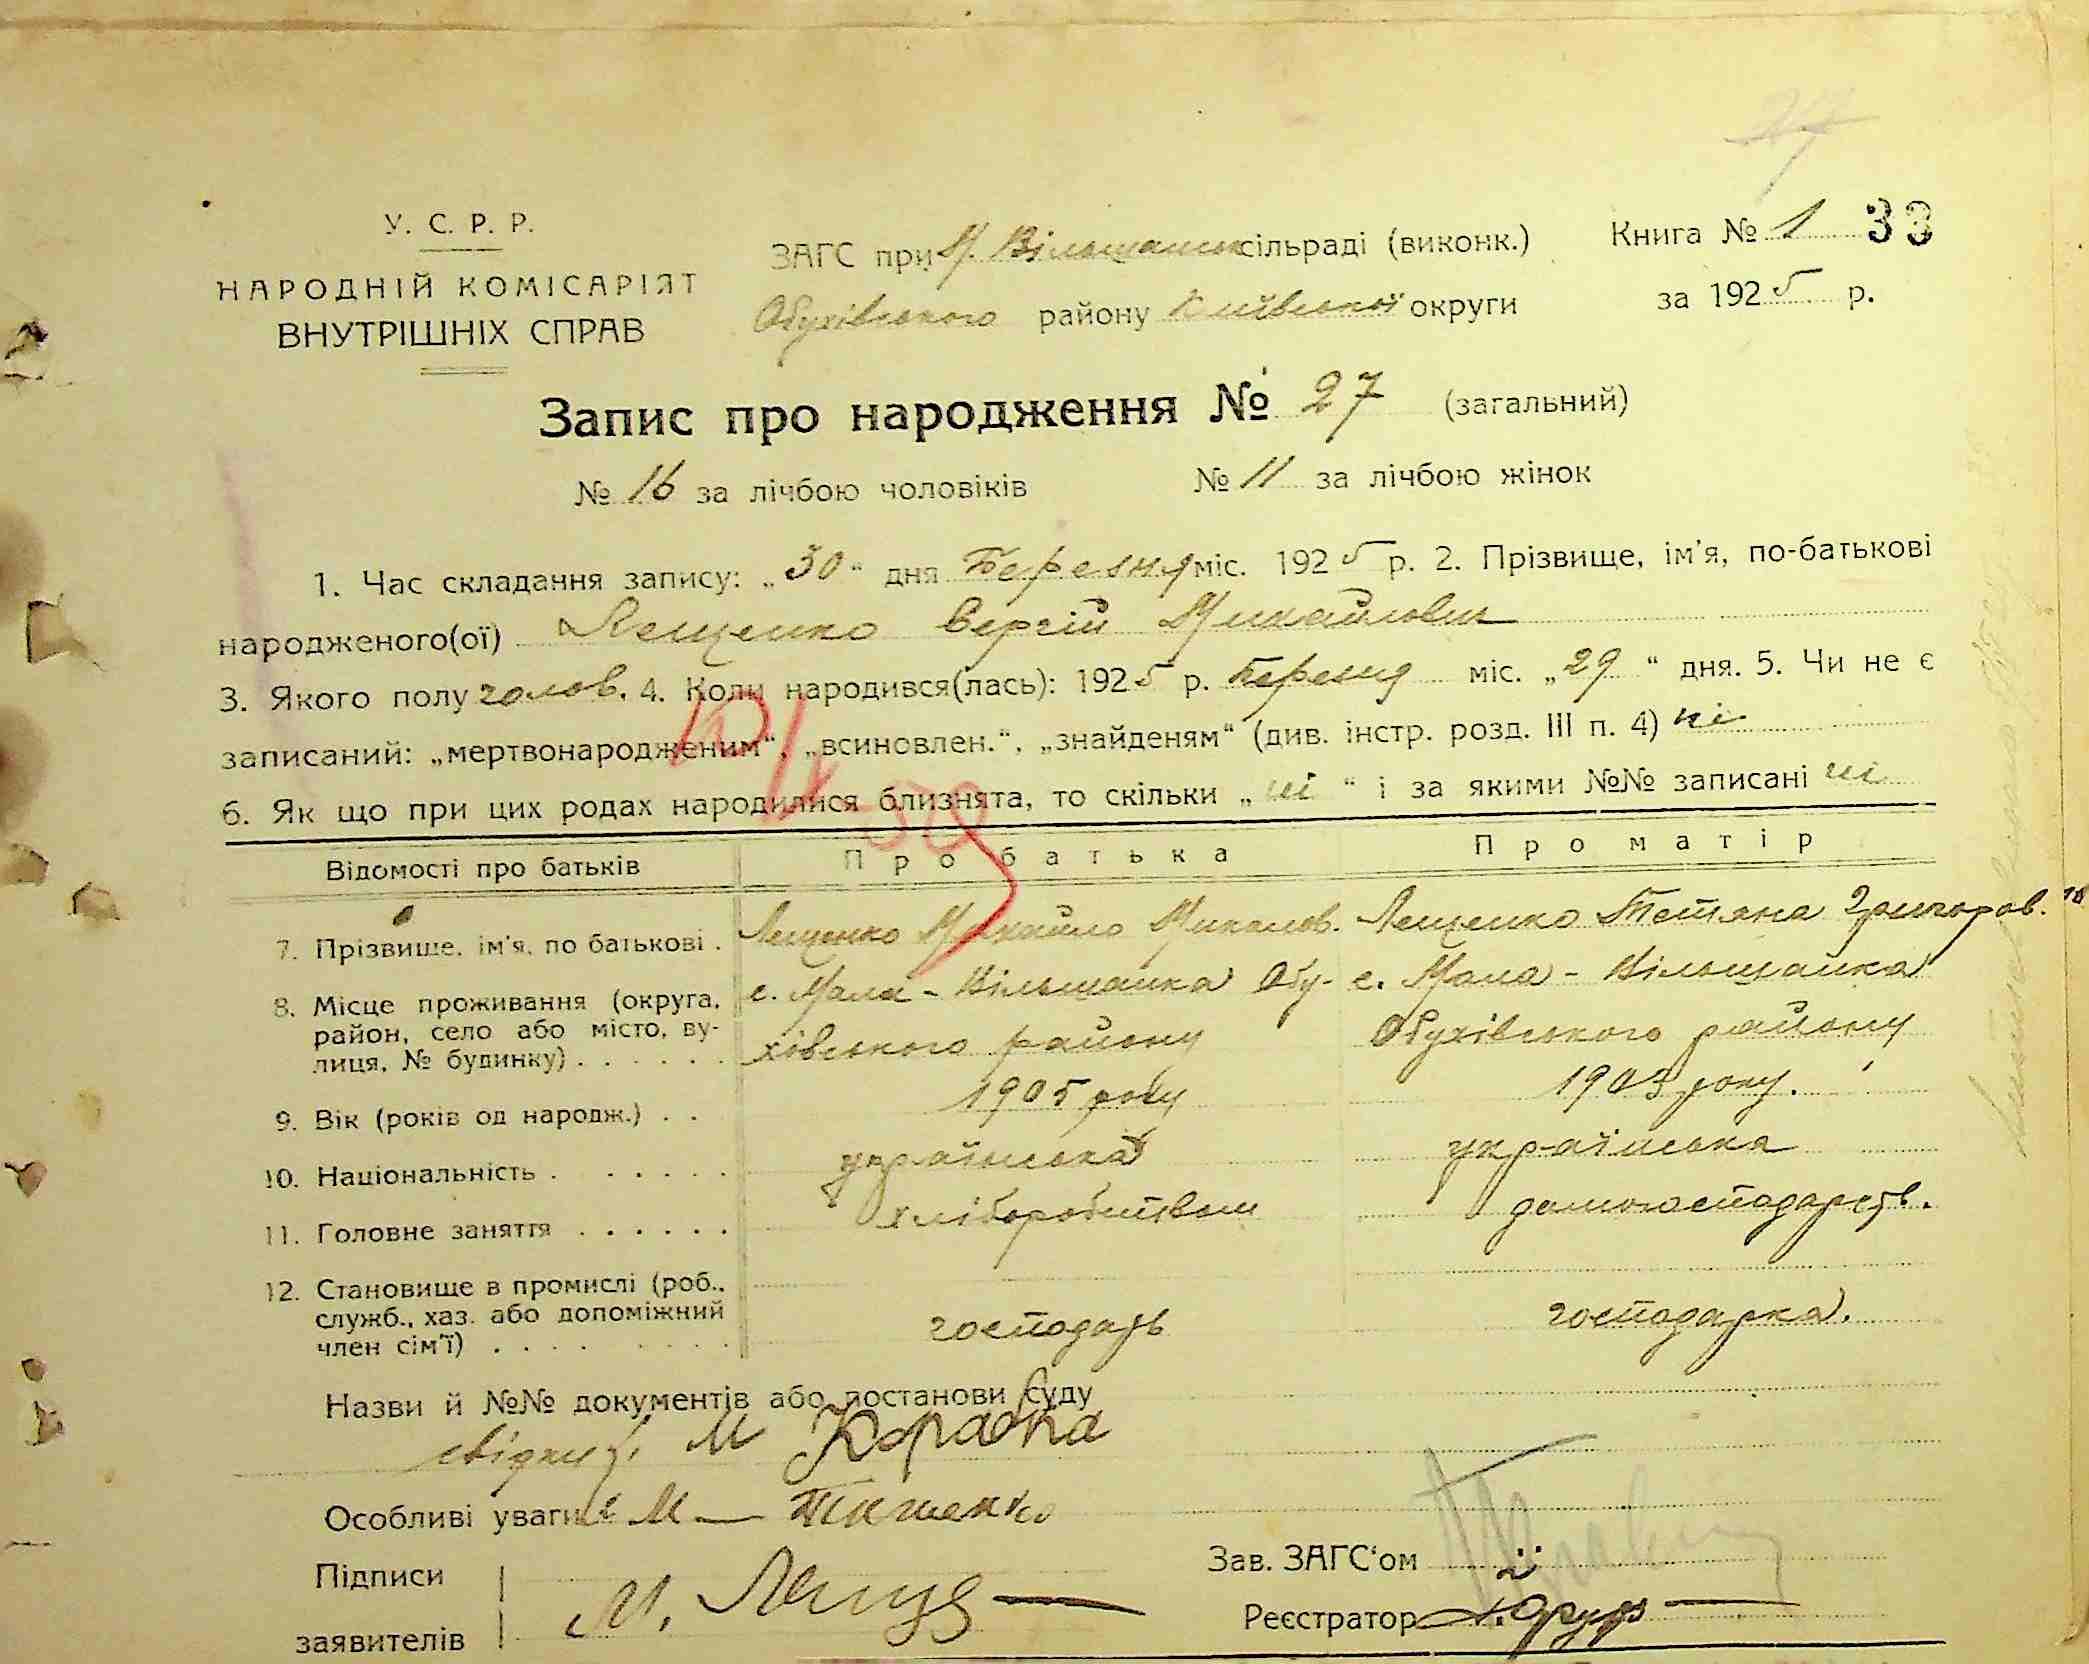 У. С. Р. Р.
НАРОДНІЙ КОМІСАРІЯТ
ВНУТРІШНІХ СПРАВ
ЗАГС при М. Вільшанськ сільраді (виконк.)
Обухівського району Київської округи
Книга № 1 33
за 1925 р.
Запис про народження № 27 (загальний)
№ 16 за лічбою чоловіків № 11 за лічбою жінок
1. Час складання запису: „30“ дня Березня міс. 1925 р. 2. Прізвище, ім'я, по-батькові
народженого(ої) Лещенко Сергій Михайлович
3. Якого полу чолов. 4. Коли народився(лась): 1925 р. березня міс. „29“ дня. 5. Чи не є
записаний: „мертвонародженим“, „всиновлен.“, „знайденям“ (див. інстр. розд. III п. 4) ні
6. Як що при цих родах народилися близнята, то скільки „ні“ і за якими №№ записані ні
Відомості про батьків Про батька Про матір
7. Прізвище, ім'я, по батькові . Лещенко Михайло Миколов. Лещенко Тетяна Григоров.
8. Місце проживання (округа, район, село або місто, вулиця, № будинку) . . . . . .
с. Мала - Вільшанка Обухівського району
с. Мала - Вільшанка Обухівського району
9. Вік (років од народж.) . . 1905 року 1903 року.
10. Національність . . . . . . українська українська
11. Головне заняття . . . . . . хліборобством домогосподарств.
12. Становище в промислі (роб., служб., хаз. або допоміжний член сім'ї) . . . . господарь господарка.
Назви й №№ документів або постанови суду
свідки: М Кораба
Особливі уваги: М — Тименко
Підписи
заявителів
М. Леще
Зав. ЗАГС'ом
Реєстратор